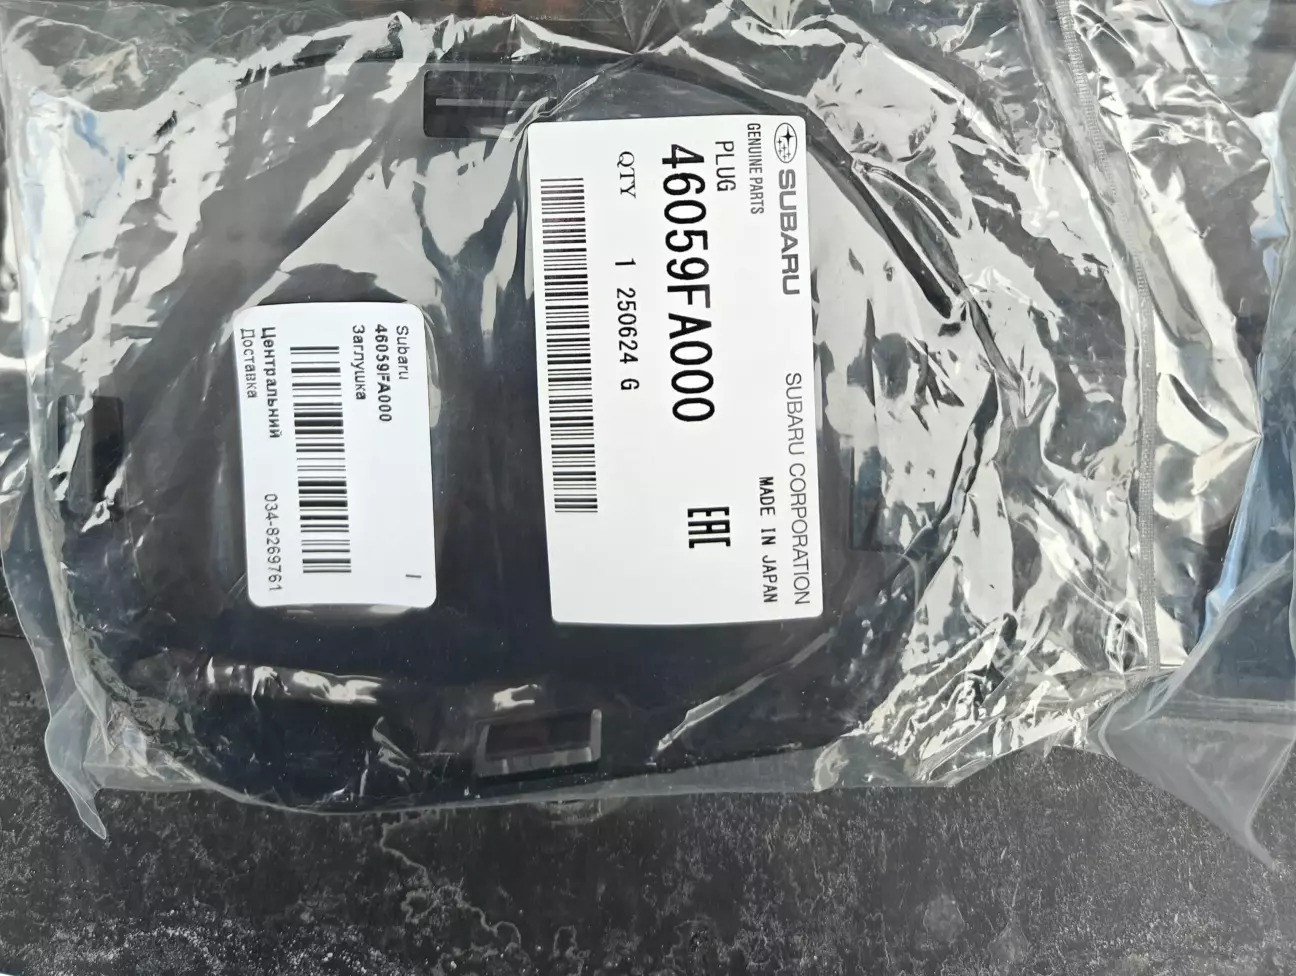 SUBARU
SUBARU CORPORATION
GENUINE PARTS
MADE IN JAPAN
PLUG
46059FA000
EAC
QTY 1 250624 G
Subaru
46059FA000
Заглушка
Центральный 034-8269761
Доставка